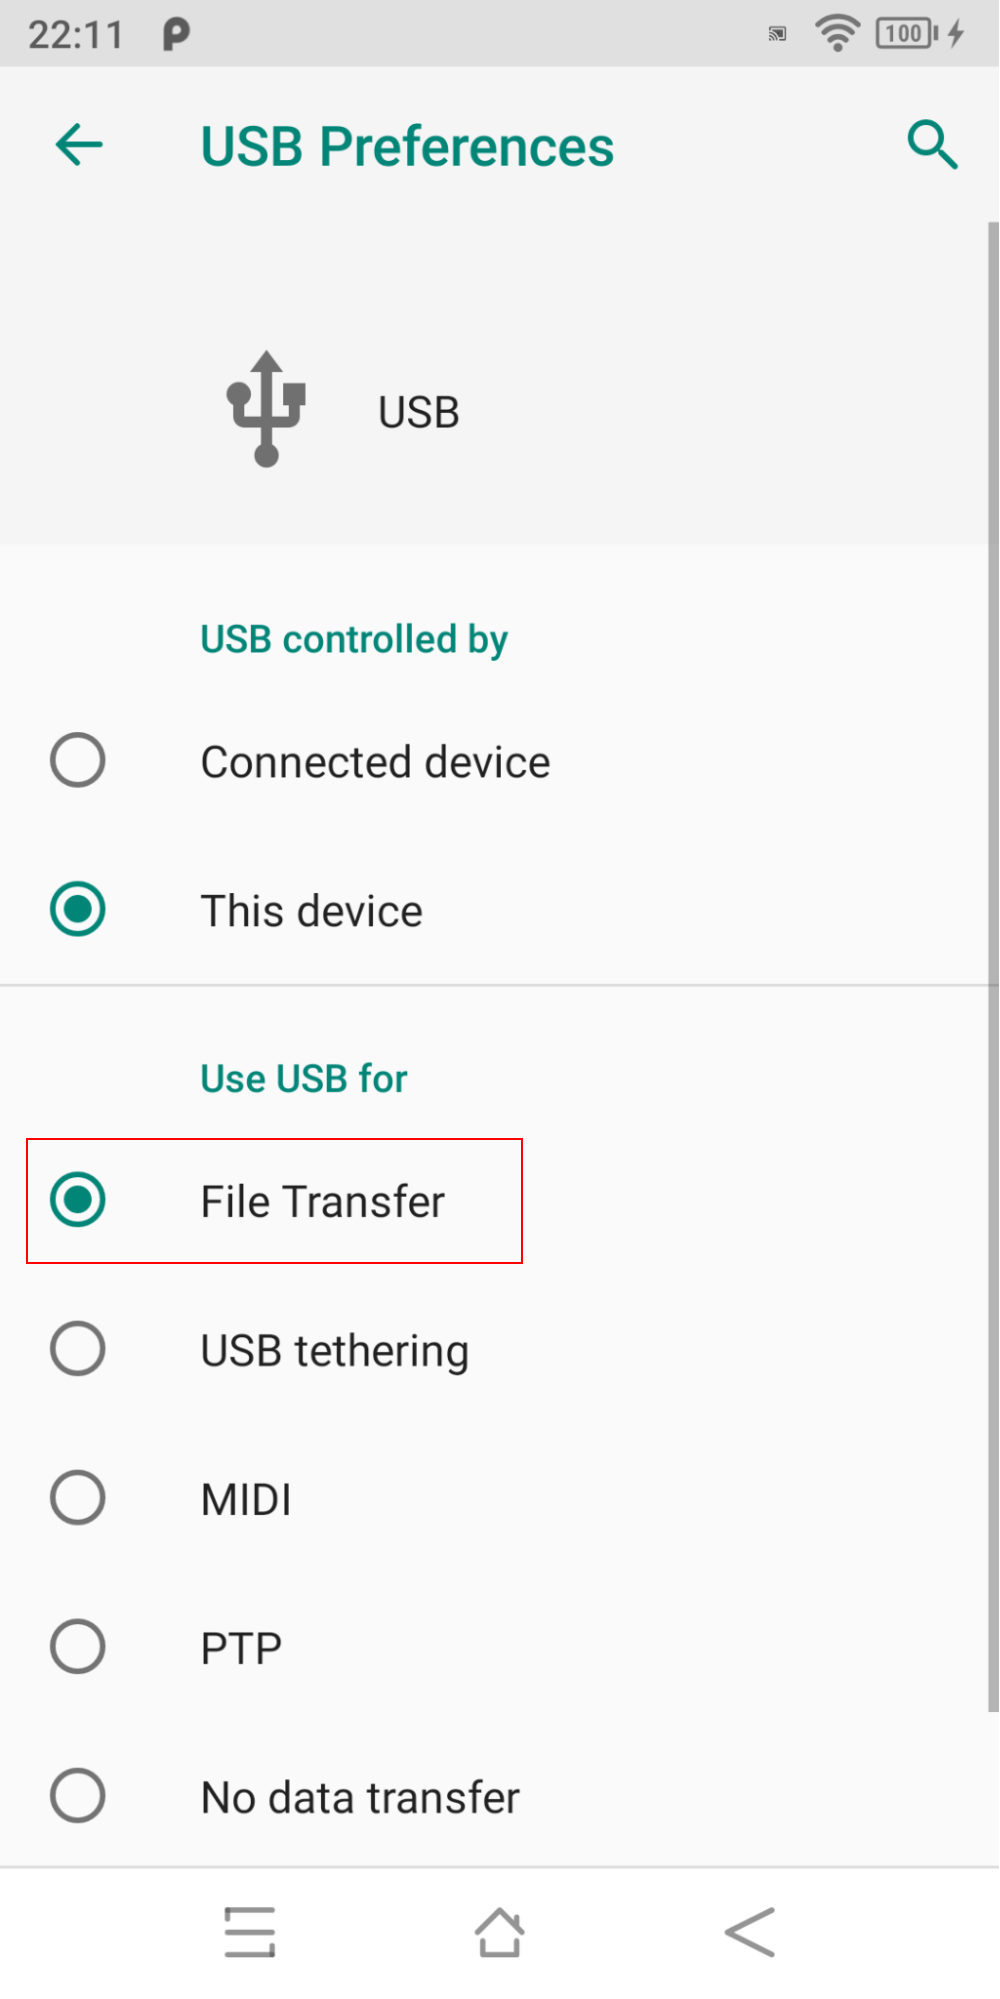 22:11
100
USB Preferences
USB
USB controlled by
Connected device
This device
Use USB for
File Transfer
USB tethering
MIDI
PTP
No data transfer